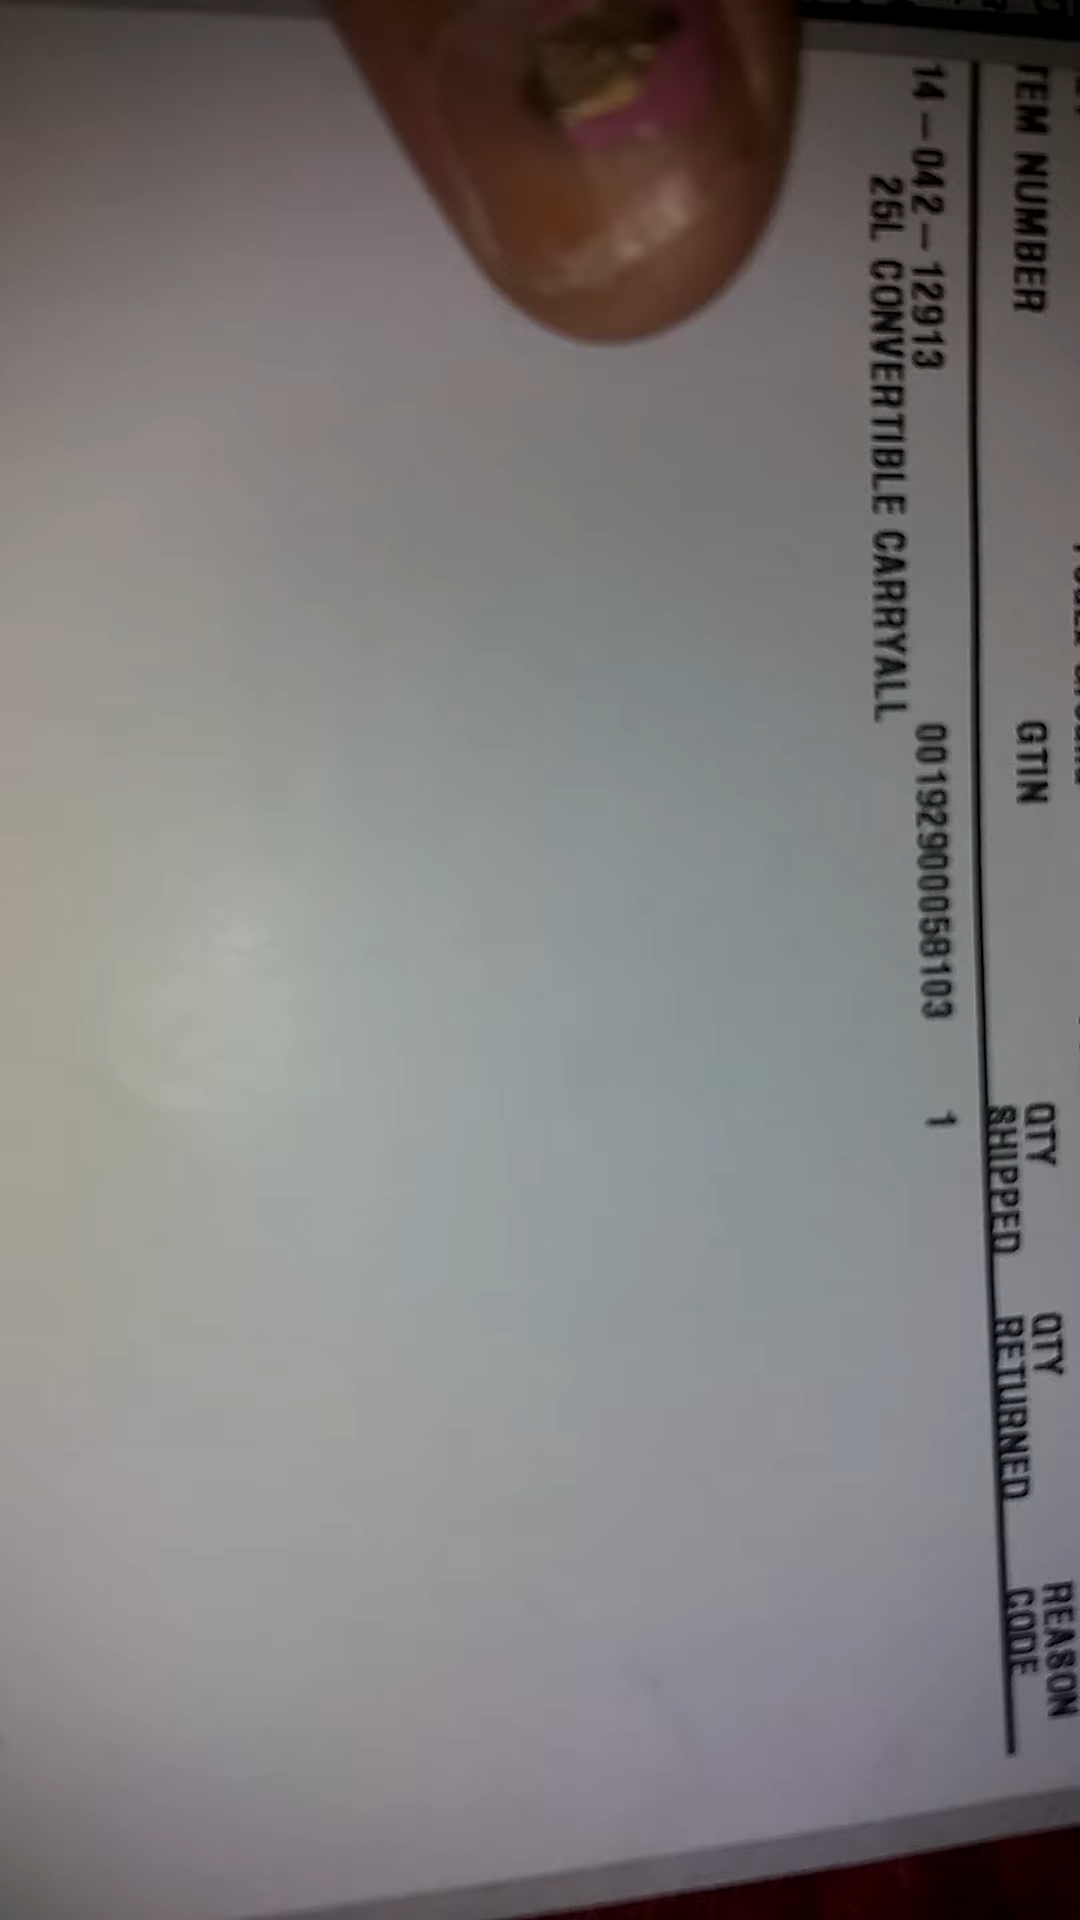 QTY QTY REASON
TEM NUMBER GTIN SHIPPED RETURNED CODE
14-042-12913 00192900058103 1
25L CONVERTIBLE CARRYALL